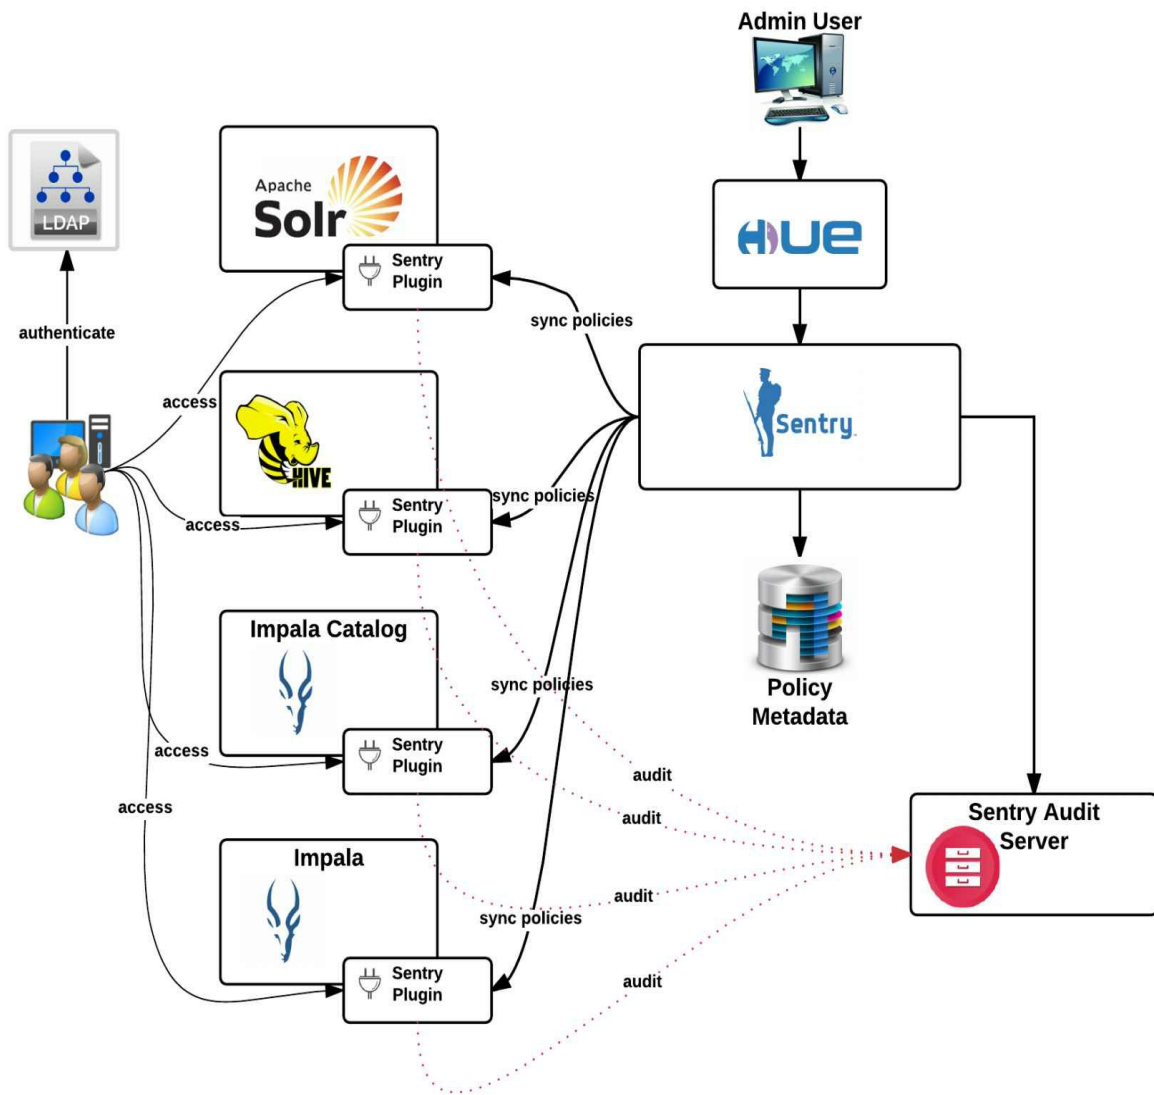 Admin User
LDAP
Apache
Solr
Sentry
Plugin
HUE
authenticate
sync policies
access
HIVE
Sentry
sync policies
Sentry
Plugin
access
Impala Catalog
sync policies
Policy
Metadata
Sentry
Plugin
access
audit
access
audit
Sentry Audit
Server
Impala
audit
sync policies
Sentry
Plugin
audit